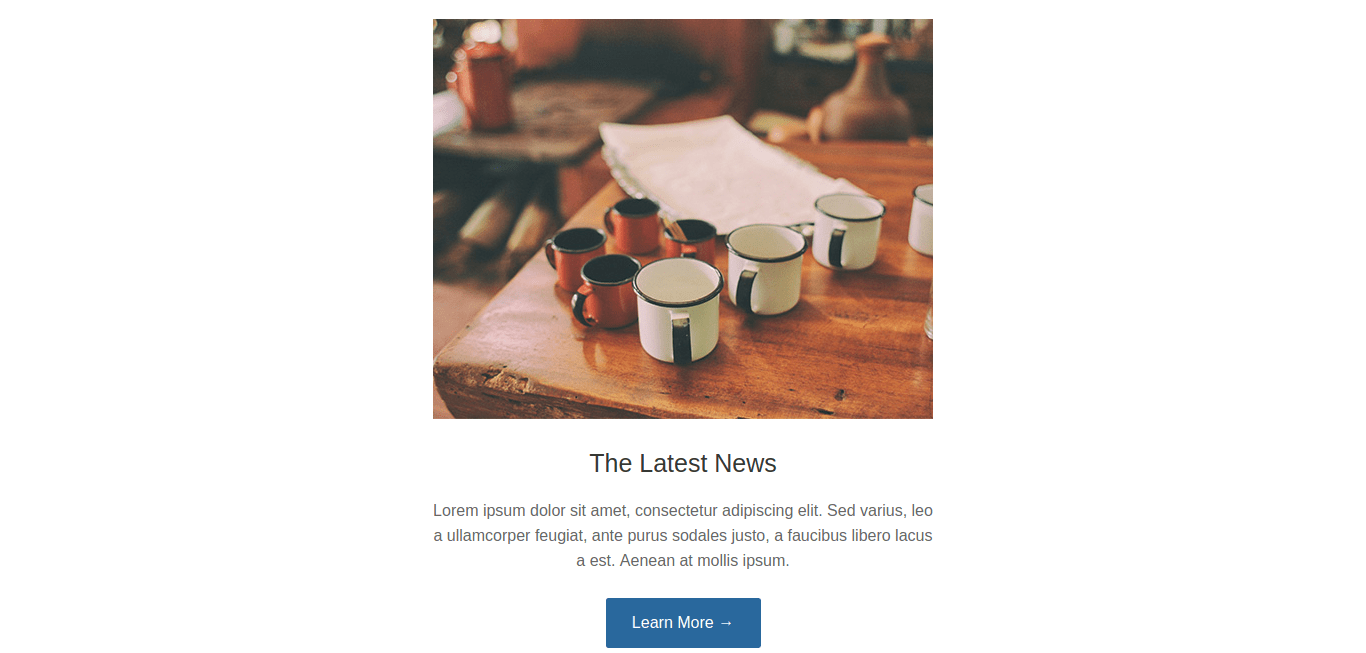 The Latest News
Lorem ipsum dolor sit amet, consectetur adipiscing elit. Sed varius, leo
a ullamcorper feugiat, ante purus sodales justo, a faucibus libero lacus
a est. Aenean at mollis ipsum.
Learn More →